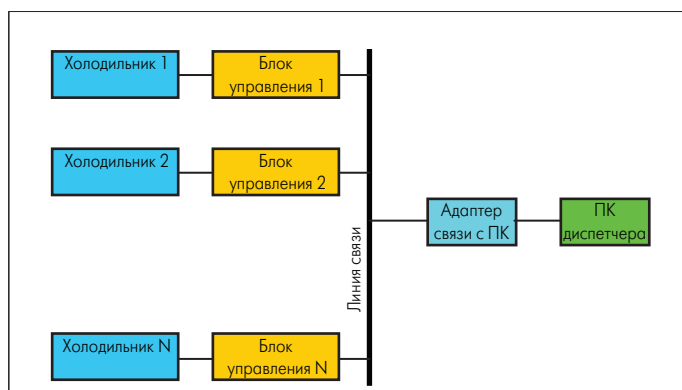 Холодильник 1
Блок
управления 1
Холодильник 2
Блок
управления 2
Адаптер
связи с ПК
ПК
диспетчера
Линия связи
Холодильник N
Блок
управления N